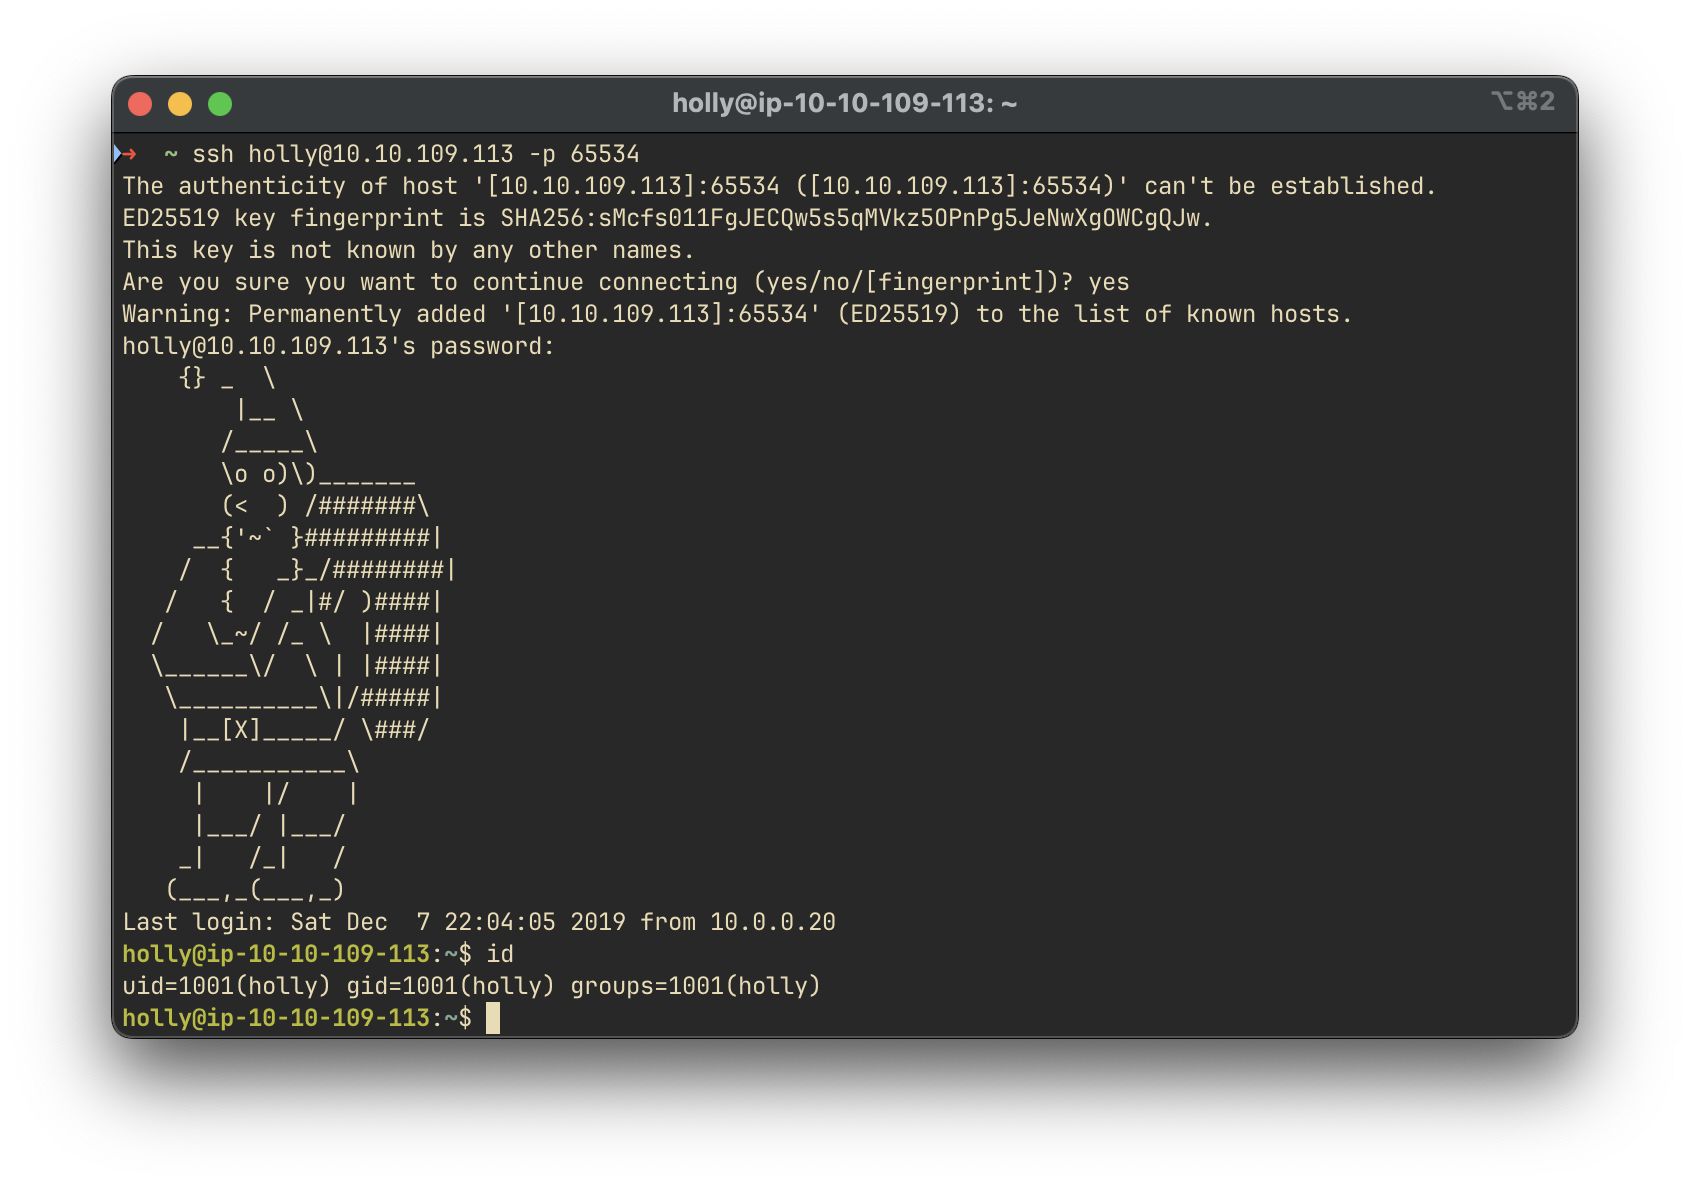 holly@ip-10-10-109-113: ~
⌥⌘2
➜  ~ ssh holly@10.10.109.113 -p 65534
The authenticity of host '[10.10.109.113]:65534 ([10.10.109.113]:65534)' can't be established.
ED25519 key fingerprint is SHA256:sMcfs011FgJECQw5s5qMVkz5OPnPg5JeNwXgOWCgQJw.
This key is not known by any other names.
Are you sure you want to continue connecting (yes/no/[fingerprint])? yes
Warning: Permanently added '[10.10.109.113]:65534' (ED25519) to the list of known hosts.
holly@10.10.109.113's password:
    {} _  \
        |__ \
       /_____\
       \o o)\)_______
       (<  ) /#######\
     __{'~` }#########|
    /  {   _}_/########|
   /   {  / _|#/ )####|
  /   \_~/ /_ \  |####|
  \______\/  \ | |####|
   \__________\|/#####|
    |__[X]_____/ \###/
    /___________\
     |    |/    |
     |___/ |___/
    _|   /_|   /
   (___,_(___,_)
Last login: Sat Dec  7 22:04:05 2019 from 10.0.0.20
holly@ip-10-10-109-113:~$ id
uid=1001(holly) gid=1001(holly) groups=1001(holly)
holly@ip-10-10-109-113:~$